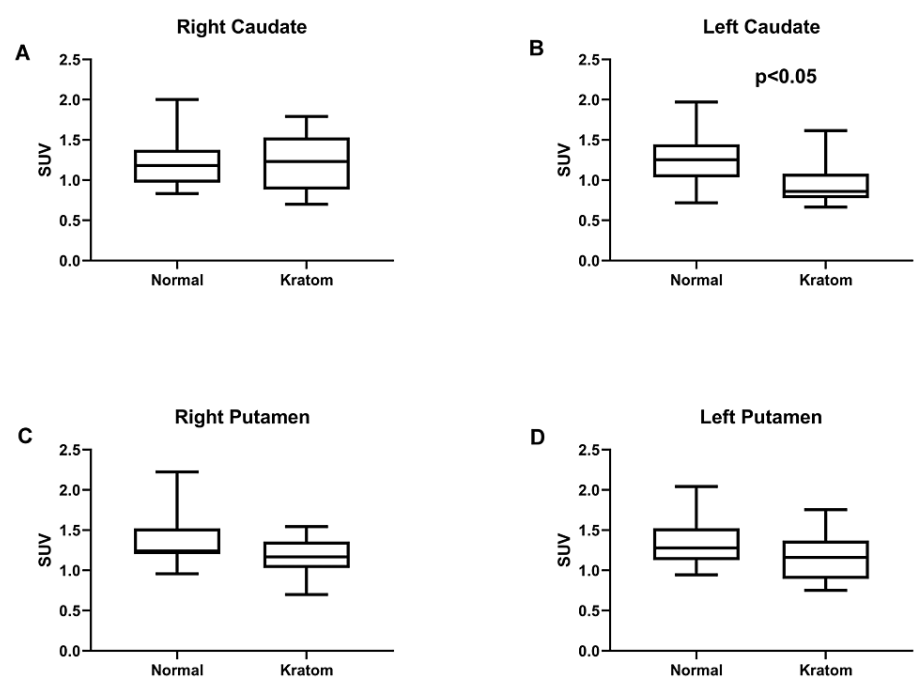 Right Caudate
A
2.5
2.0
1.5
1.0
0.5
0.0
SUV
Normal Kratom
Left Caudate
B
p<0.05
2.5
2.0
1.5
1.0
0.5
0.0
SUV
Normal Kratom
Right Putamen
C
2.5
2.0
1.5
1.0
0.5
0.0
SUV
Normal Kratom
Left Putamen
D
2.5
2.0
1.5
1.0
0.5
0.0
SUV
Normal Kratom